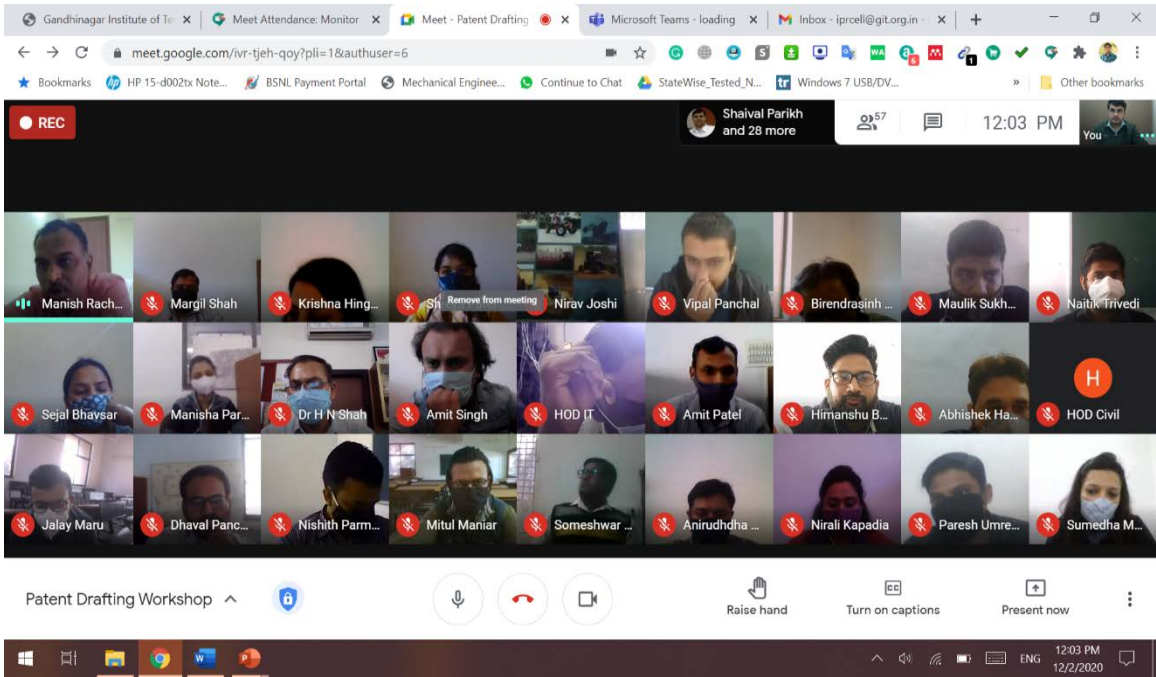 Gandhinagar Institute of Te
Meet Attendance: Monitor
Meet - Patent Drafting
Microsoft Teams - loading
Inbox - iprcell@git.org.in -
meet.google.com/ivr-tjeh-qoy?pli=1&authuser=6
Bookmarks
HP 15-d002tx Note...
BSNL Payment Portal
Mechanical Enginee...
Continue to Chat
StateWise_Tested_N...
tr Windows 7 USB/DV...
»
Other bookmarks
REC
Shaival Parikh
and 28 more
57
12:03 PM
You
Manish Rach...
Margil Shah
Krishna Hing...
Sh
Remove from meeting
Nirav Joshi
Vipal Panchal
Birendrasinh ...
Maulik Sukh...
Naitik Trivedi
Sejal Bhavsar
Manisha Par...
Dr H N Shah
Amit Singh
HOD IT
Amit Patel
Himanshu B...
Abhishek Ha...
H
HOD Civil
Jalay Maru
Dhaval Panc...
Nishith Parm...
Mitul Maniar
Someshwar ...
Anirudhdha ...
Nirali Kapadia
Paresh Umre...
Sumedha M...
Patent Drafting Workshop
Raise hand
CC
Turn on captions
Present now
ENG
12:03 PM
12/2/2020